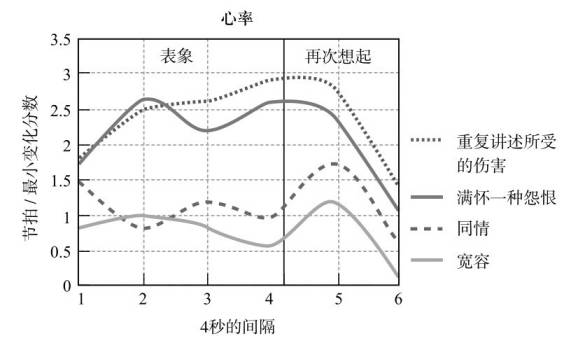 心率
节拍 / 最小变化分数
3.5
3
2.5
2
1.5
1
0.5
0
表象
再次想起
1 2 3 4 5 6
4秒的间隔
重复讲述所受
的伤害
满怀一种怨恨
同情
宽容